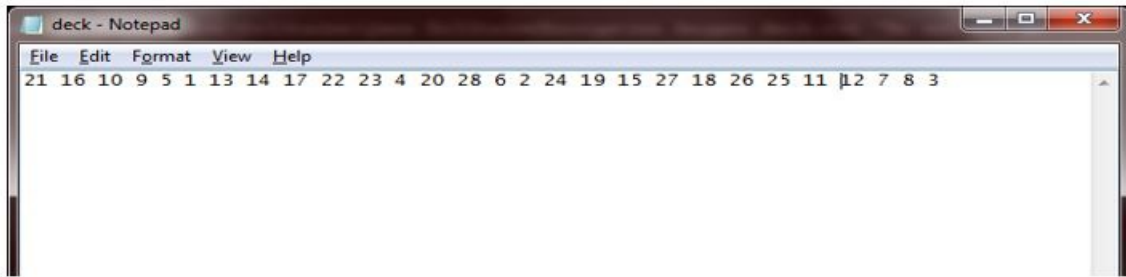 deck - Notepad
File Edit Format View Help
21 16 10 9 5 1 13 14 17 22 23 4 20 28 6 2 24 19 15 27 18 26 25 11 12 7 8 3